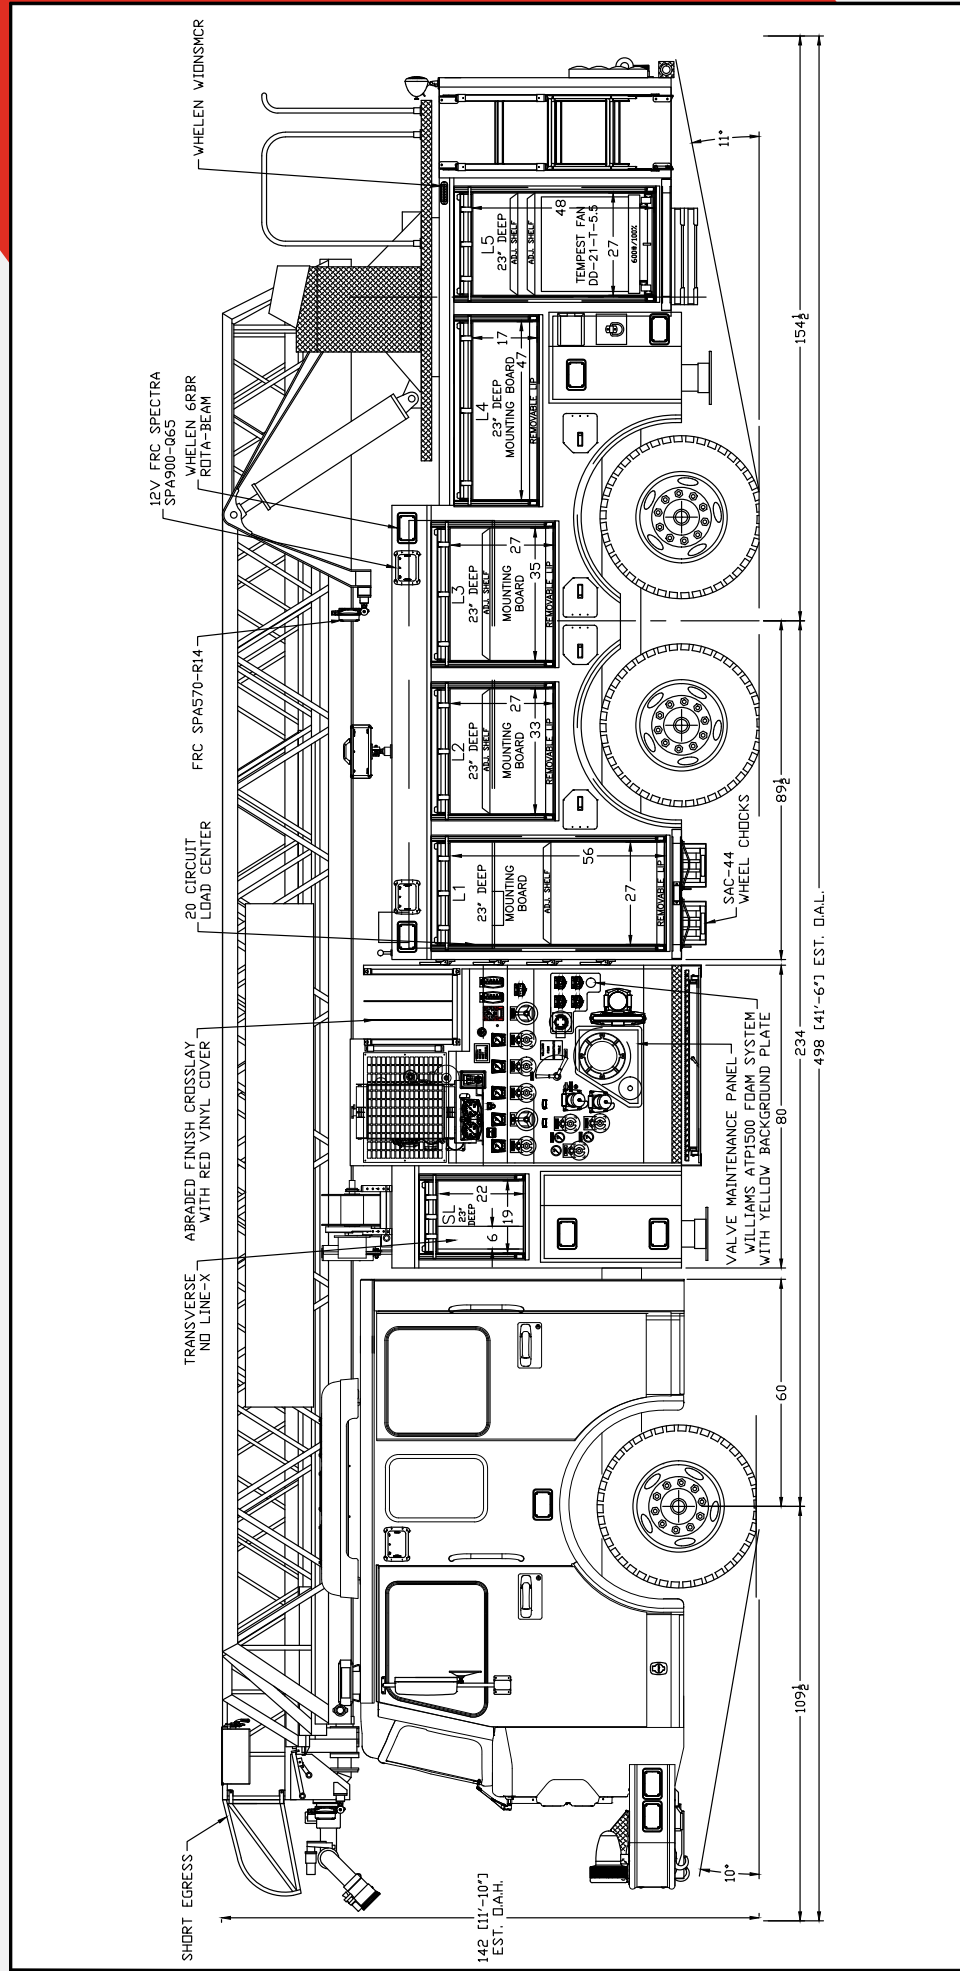 SHORT EGRESS
TRANSVERSE
NO LINE-X
ABRADED FINISH CROSSLAY
WITH RED VINYL COVER
20 CIRCUIT
LOAD CENTER
FRC SPA570-R14
12V FRC SPECTRA
SPA900-Q65
WHELEN 6RBR
ROTA-BEAM
WHELEN WIONSMCR
142 [11'-10"]
EST. O.A.H.
SL
23"
DEEP
22
19
6
L1
23" DEEP
MOUNTING
BOARD
ADJ. SHELF
56
27
REMOVABLE LIP
L2
23" DEEP
ADJ. SHELF
MOUNTING
BOARD
27
33
REMOVABLE LIP
L3
23" DEEP
ADJ. SHELF
MOUNTING
BOARD
27
35
REMOVABLE LIP
L4
23" DEEP
MOUNTING BOARD
17
47
REMOVABLE LIP
L5
23" DEEP
ADJ. SHELF
ADJ. SHELF
48
TEMPEST FAN
DD-21-T-5.5
27
600#/100%
VALVE MAINTENANCE PANEL
WILLIAMS ATP1500 FOAM SYSTEM
WITH YELLOW BACKGROUND PLATE
SAC-44
WHEEL CHOCKS
10°
11°
60
80
89½
109½
234
154½
498 [41'-6"] EST. O.A.L.